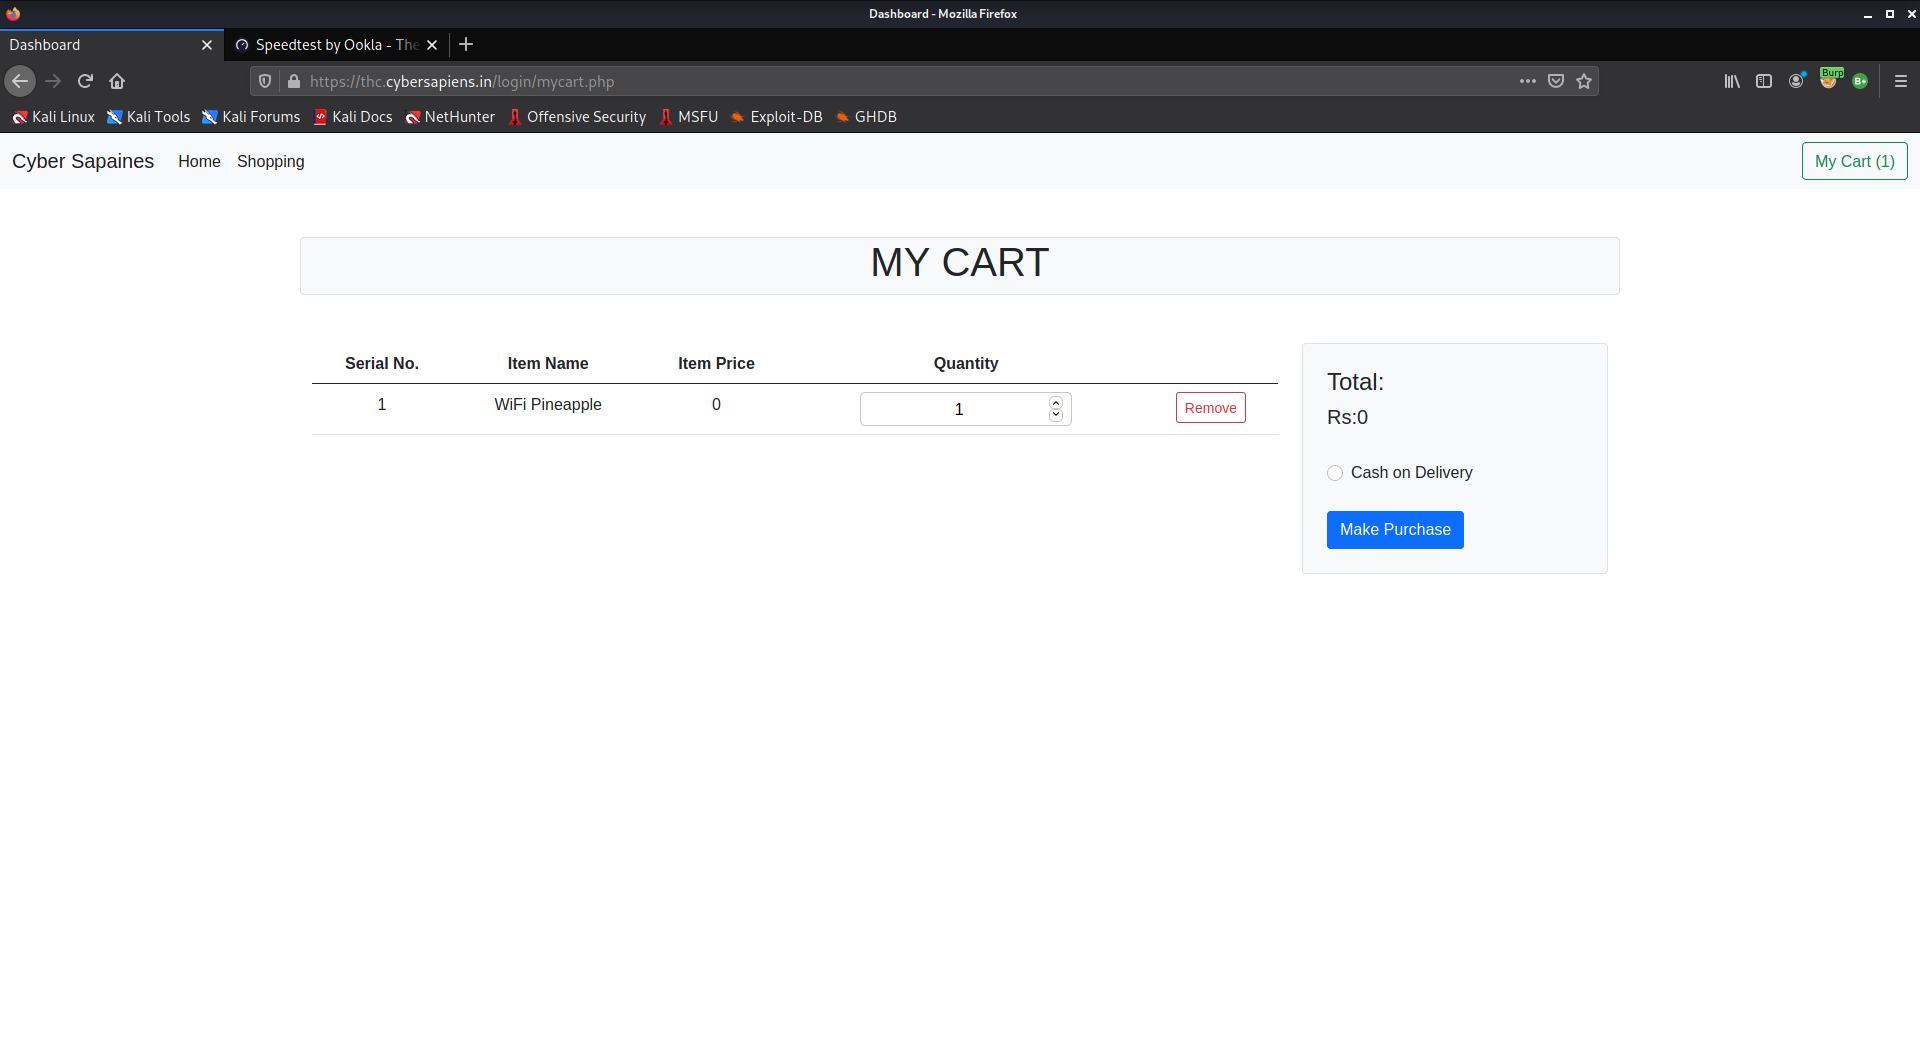 Dashboard - Mozilla Firefox
Dashboard
Speedtest by Ookla - The
https://thc.cybersapiens.in/login/mycart.php
Burp
B+
Kali Linux Kali Tools Kali Forums Kali Docs NetHunter Offensive Security MSFU Exploit-DB GHDB
Cyber Sapaines Home Shopping My Cart (1)
MY CART
Serial No. Item Name Item Price Quantity
1 WiFi Pineapple 0 1 Remove
Total:
Rs:0
Cash on Delivery
Make Purchase